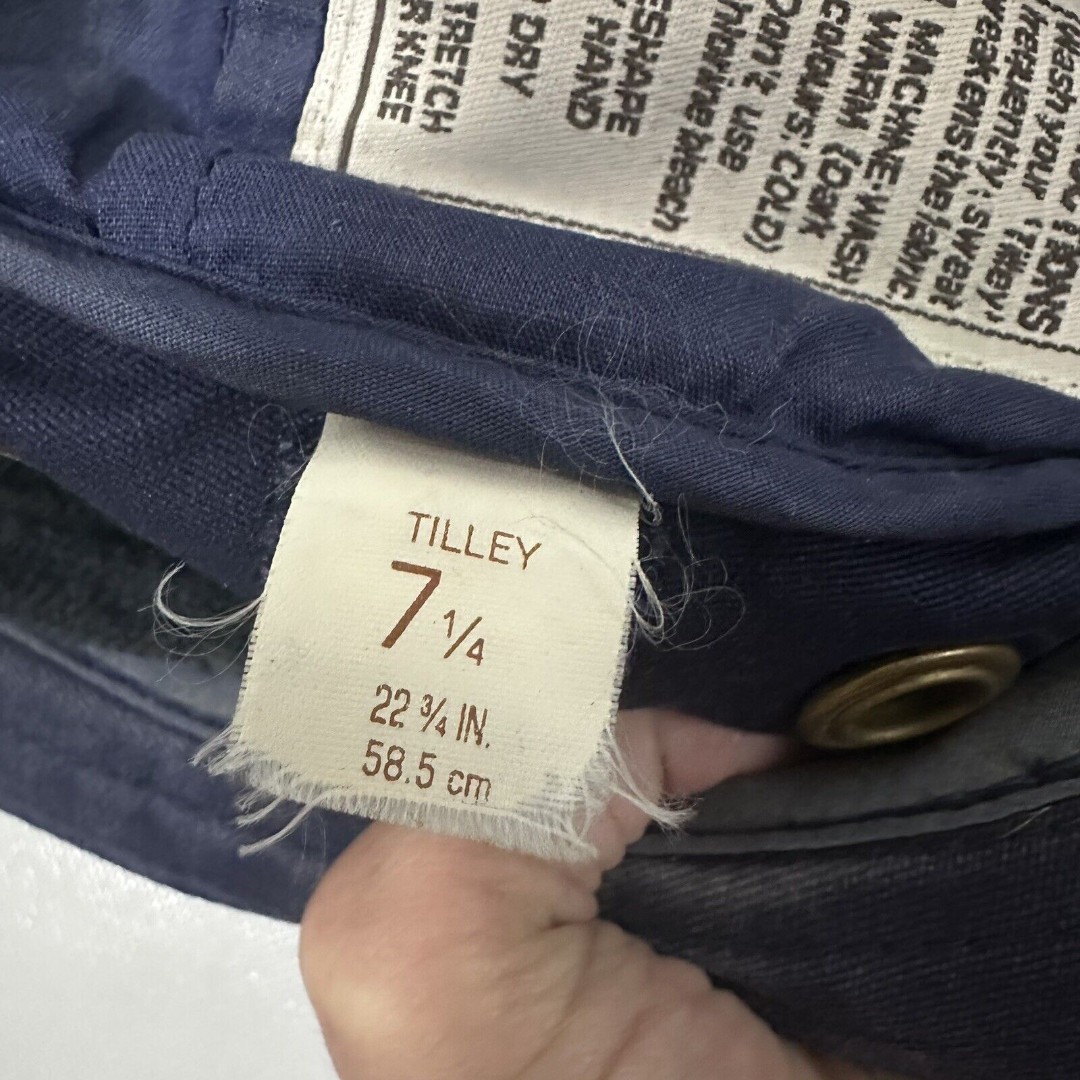 TILLEY
7 1/4
22 3/4 IN.
58.5 cm
(Wash your 'Tilley'
frequently: sweat
weakens the fabric.
MACHINE-WASH
WARM (Dark
colours: COLD)
Don't use
chlorine bleach
HAND
DRY
STRETCH
KNEE